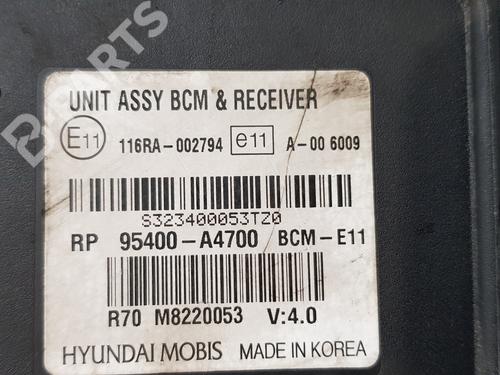 PARTS
UNIT ASSY BCM & RECEIVER
E11 116RA-002794 e11 A-00 6009
S323400053TZ0
RP 95400-A4700 BCM-E11
R70 M8220053 V:4.0
HYUNDAI MOBIS MADE IN KOREA